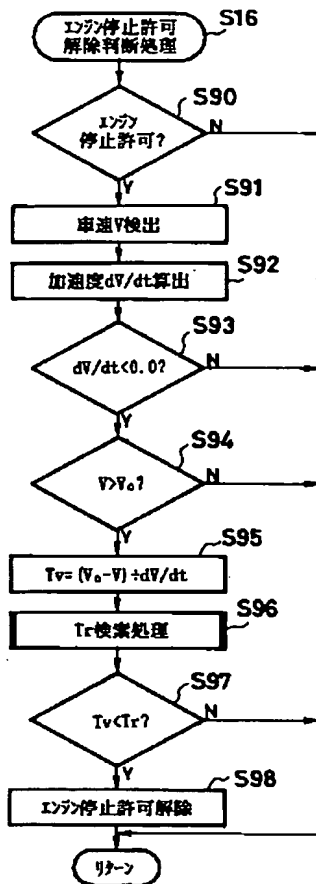 エンジン停止許可
解除判断処理
S16
S90
エンジン
停止許可?
N
Y
S91
車速V検出
S92
加速度dV/dt算出
S93
dV/dt<0.0?
N
Y
S94
V>V₀?
N
Y
S95
Tv=(V₀-V)÷dV/dt
S96
Tr検索処理
S97
Tv<Tr?
N
Y
S98
エンジン停止許可解除
リターン